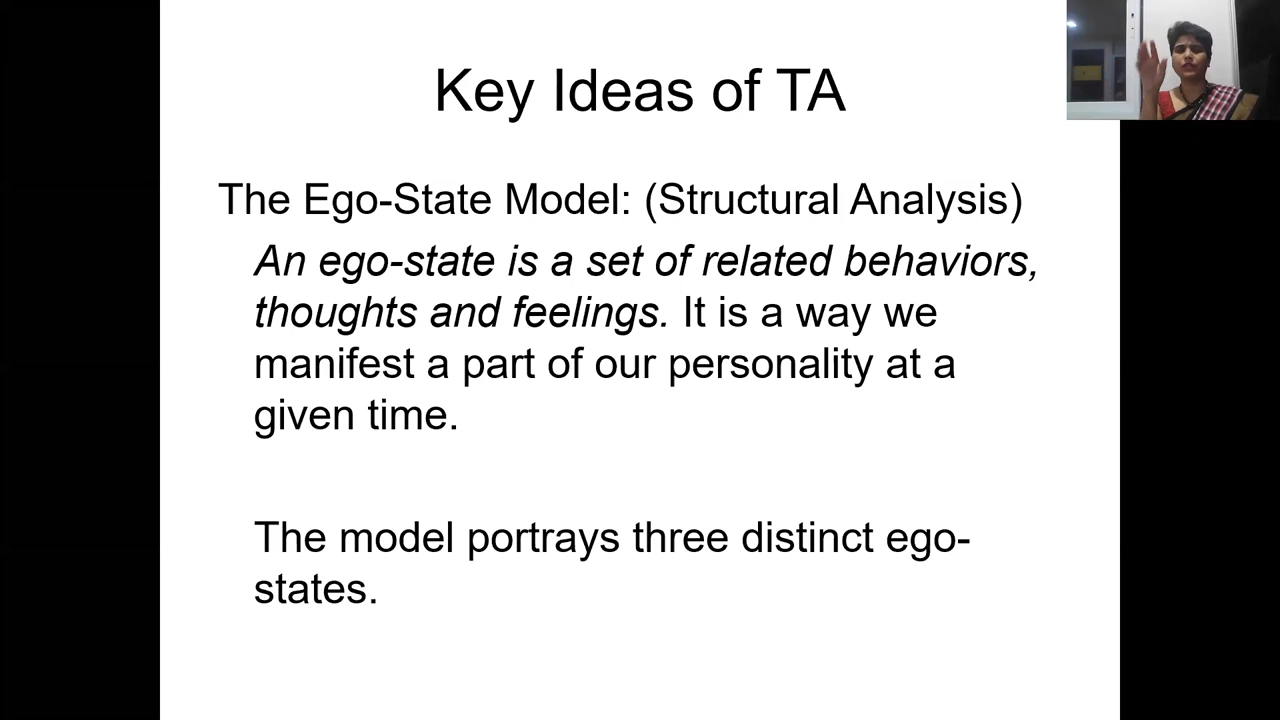 Key Ideas of TA
The Ego-State Model: (Structural Analysis)
An ego-state is a set of related behaviors,
thoughts and feelings. It is a way we
manifest a part of our personality at a
given time.
The model portrays three distinct ego-
states.